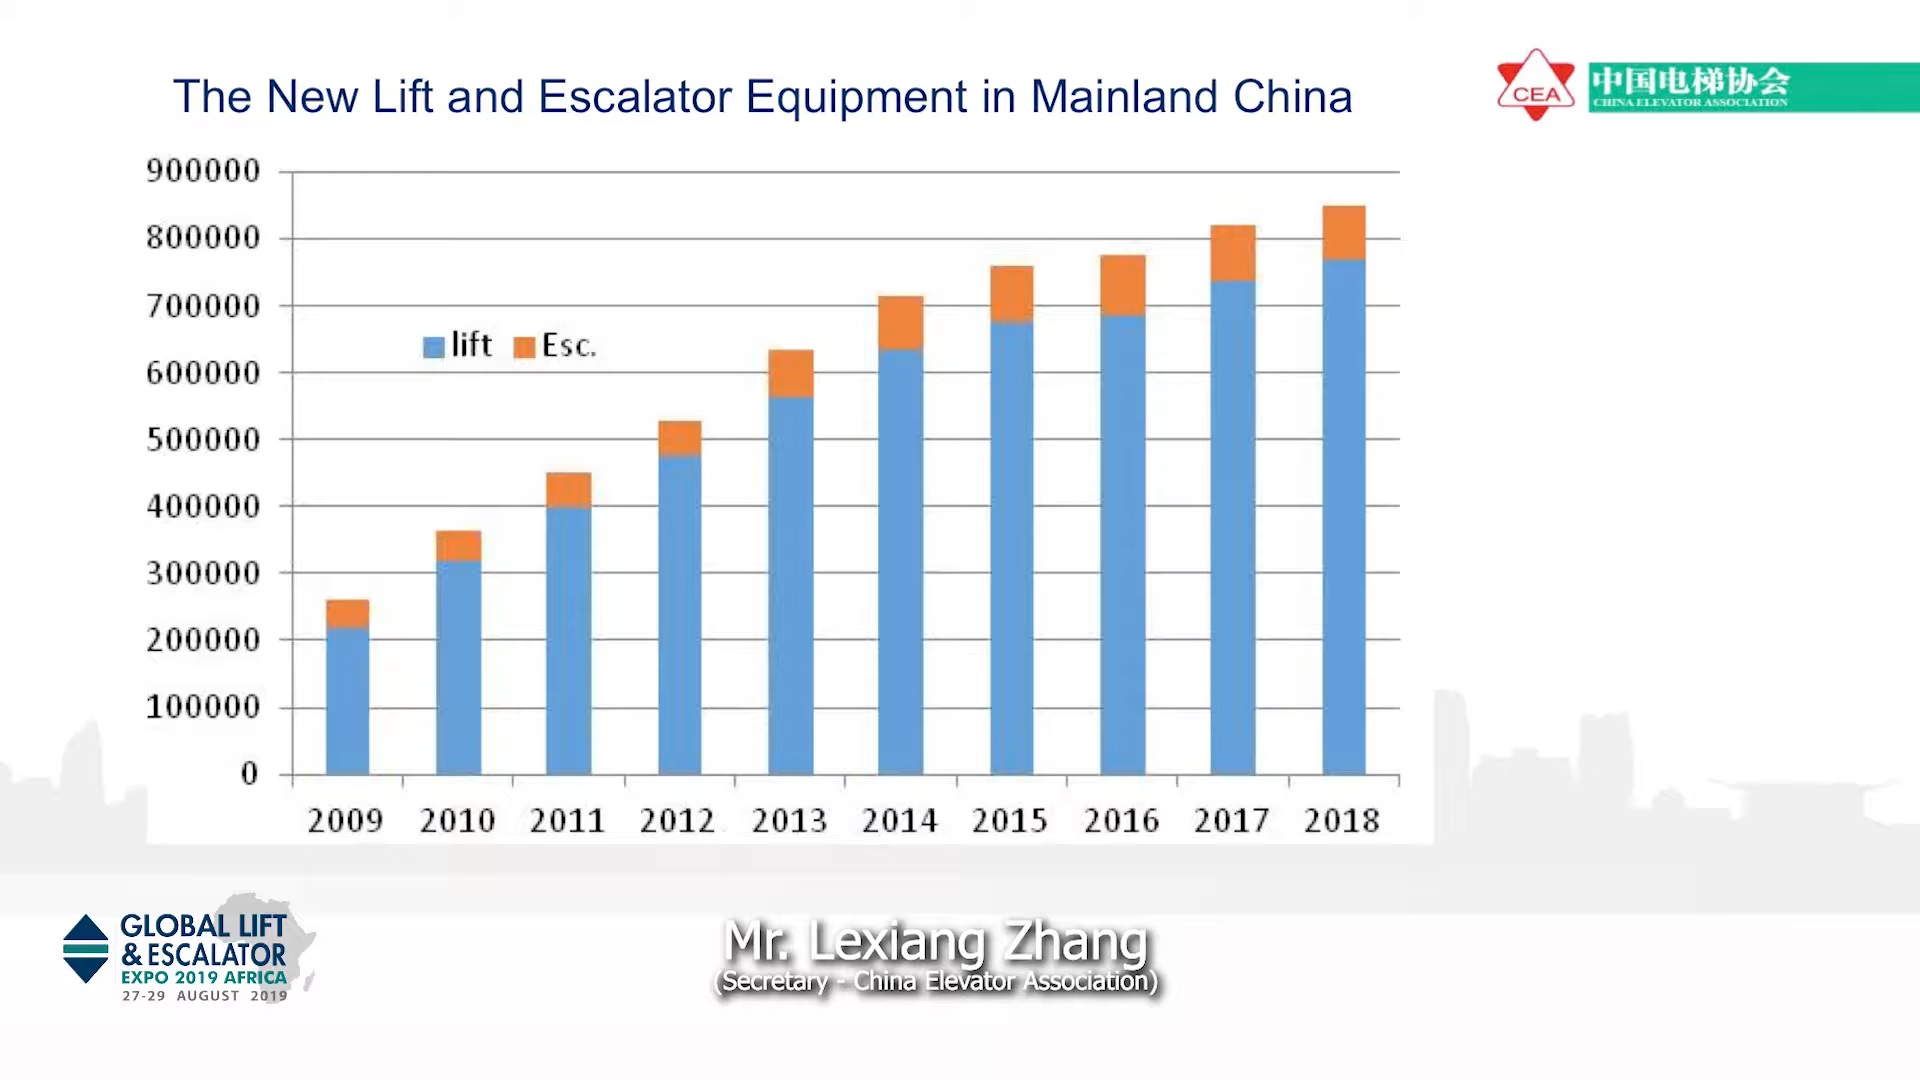 The New Lift and Escalator Equipment in Mainland China
CEA
中国电梯协会
CHINA ELEVATOR ASSOCIATION
900000
800000
700000
600000
500000
400000
300000
200000
100000
0
lift Esc.
2009 2010 2011 2012 2013 2014 2015 2016 2017 2018
GLOBAL LIFT
& ESCALATOR
EXPO 2019 AFRICA
27-29 AUGUST 2019
Mr. Lexiang Zhang
(Secretary - China Elevator Association)